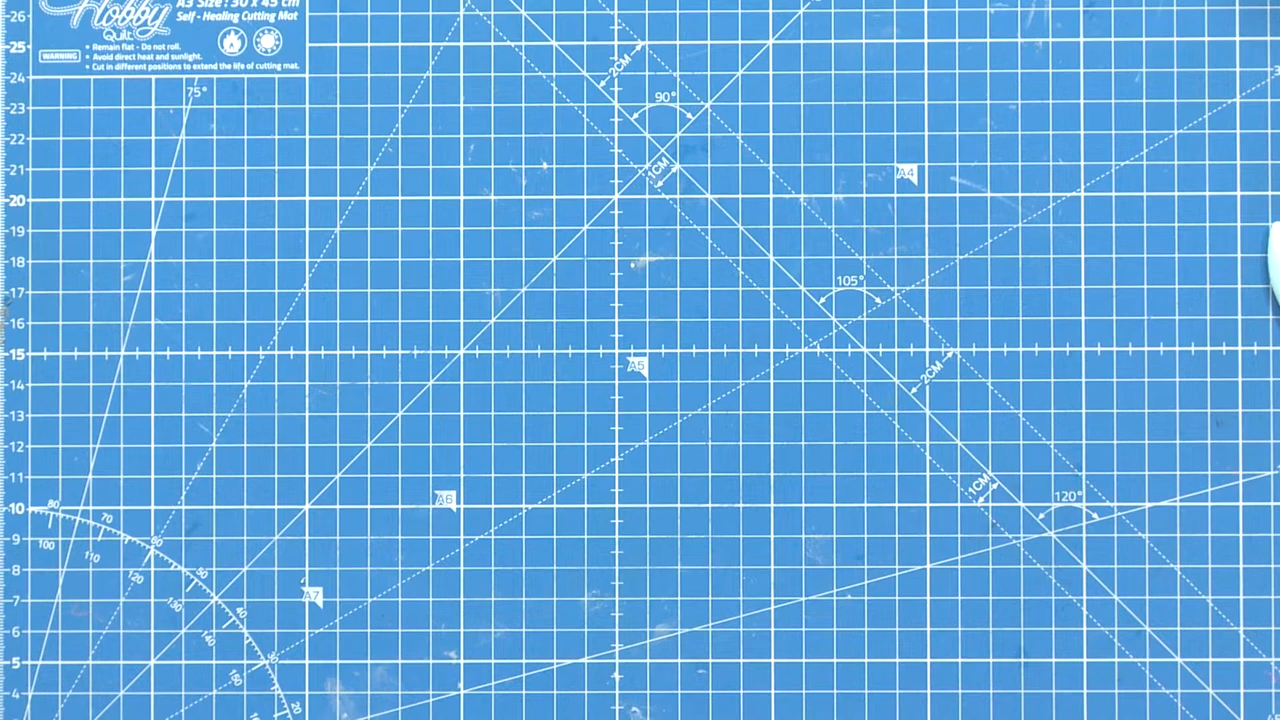 A3 Size : 30 x 45 cm
Hobby
Self - Healing Cutting Mat
Quilt
WARNING
• Remain flat - Do not roll.
• Avoid direct heat and sunlight.
• Cut in different positions to extend the life of cutting mat.
26
25
24
75°
2CM
23
90°
22
21
1CM
A4
20
19
18
17
105°
16
15
A5
14
2CM
13
12
11
1CM
A6
120°
10
80
70
100
9
110
60
8
120
50
A7
7
130
40
6
140
5
30
150
4
20